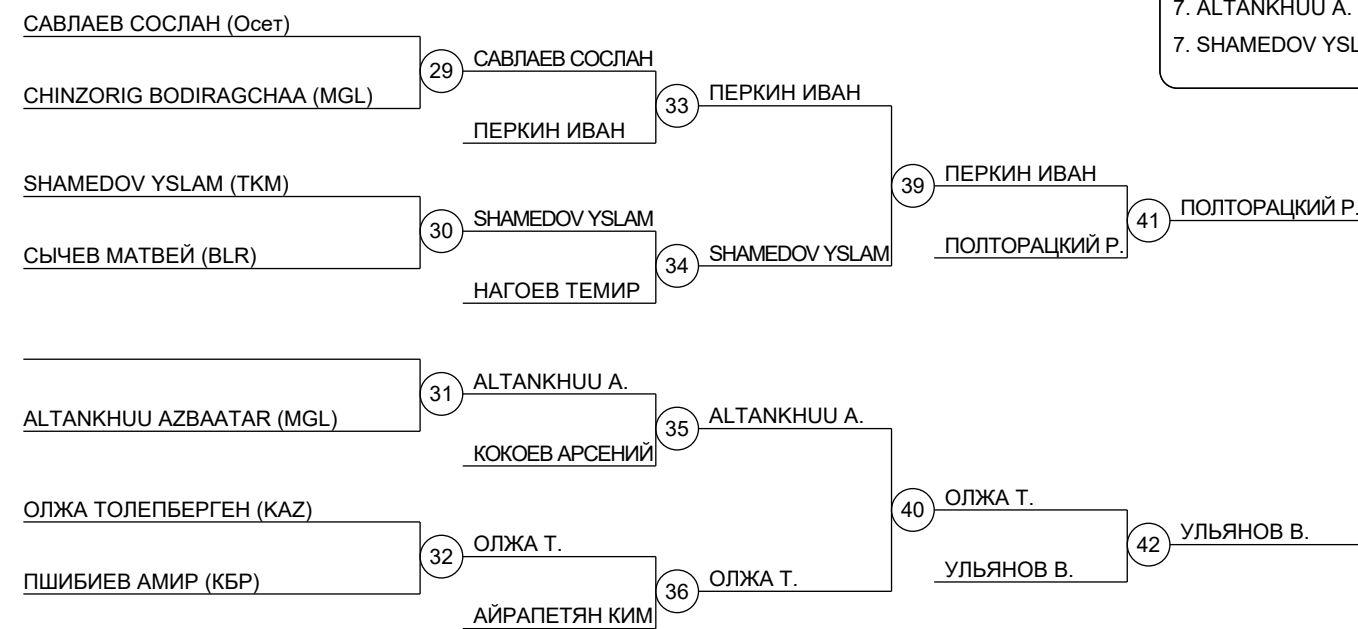 7. ALTANKHUU A.
7. SHAMEDOV YSL
САВЛАЕВ СОСЛАН (Осет)
29
САВЛАЕВ СОСЛАН
CHINZORIG BODIRAGCHAA (MGL)
33
ПЕРКИН ИВАН
ПЕРКИН ИВАН
SHAMEDOV YSLAM (TKM)
39
ПЕРКИН ИВАН
30
SHAMEDOV YSLAM
41
ПОЛТОРАЦКИЙ Р.
СЫЧЕВ МАТВЕЙ (BLR)
34
SHAMEDOV YSLAM
ПОЛТОРАЦКИЙ Р.
НАГОЕВ ТЕМИР
31
ALTANKHUU A.
ALTANKHUU AZBAATAR (MGL)
35
ALTANKHUU A.
КОКОЕВ АРСЕНИЙ
ОЛЖА ТОЛЕПБЕРГЕН (KAZ)
40
ОЛЖА Т.
32
ОЛЖА Т.
42
УЛЬЯНОВ В.
ПШИБИЕВ АМИР (КБР)
36
ОЛЖА Т.
УЛЬЯНОВ В.
АЙРАПЕТЯН КИМ